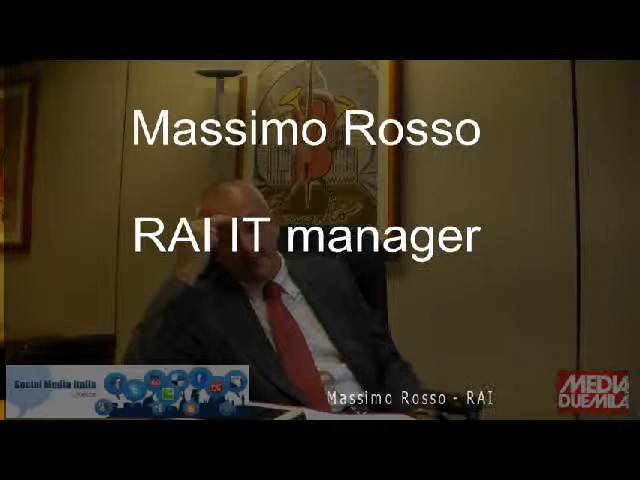 Massimo Rosso
RAI IT manager
Social Media Italia
Massimo Rosso - RAI
MEDIA
DUEMILA